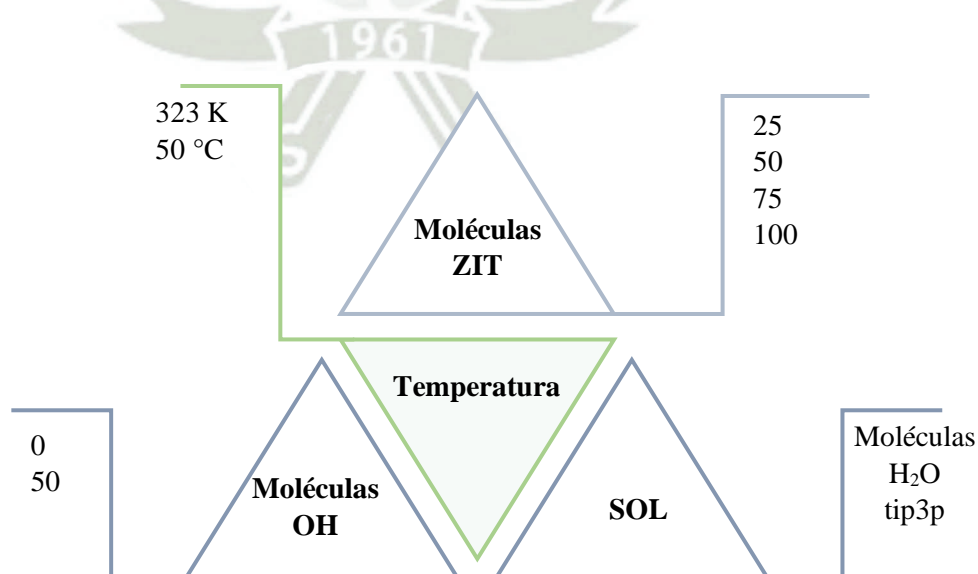 1961
323 K
50 °C
25
50
75
100
Moléculas
ZIT
Temperatura
0
50
Moléculas
OH
SOL
Moléculas
H₂O
tip3p